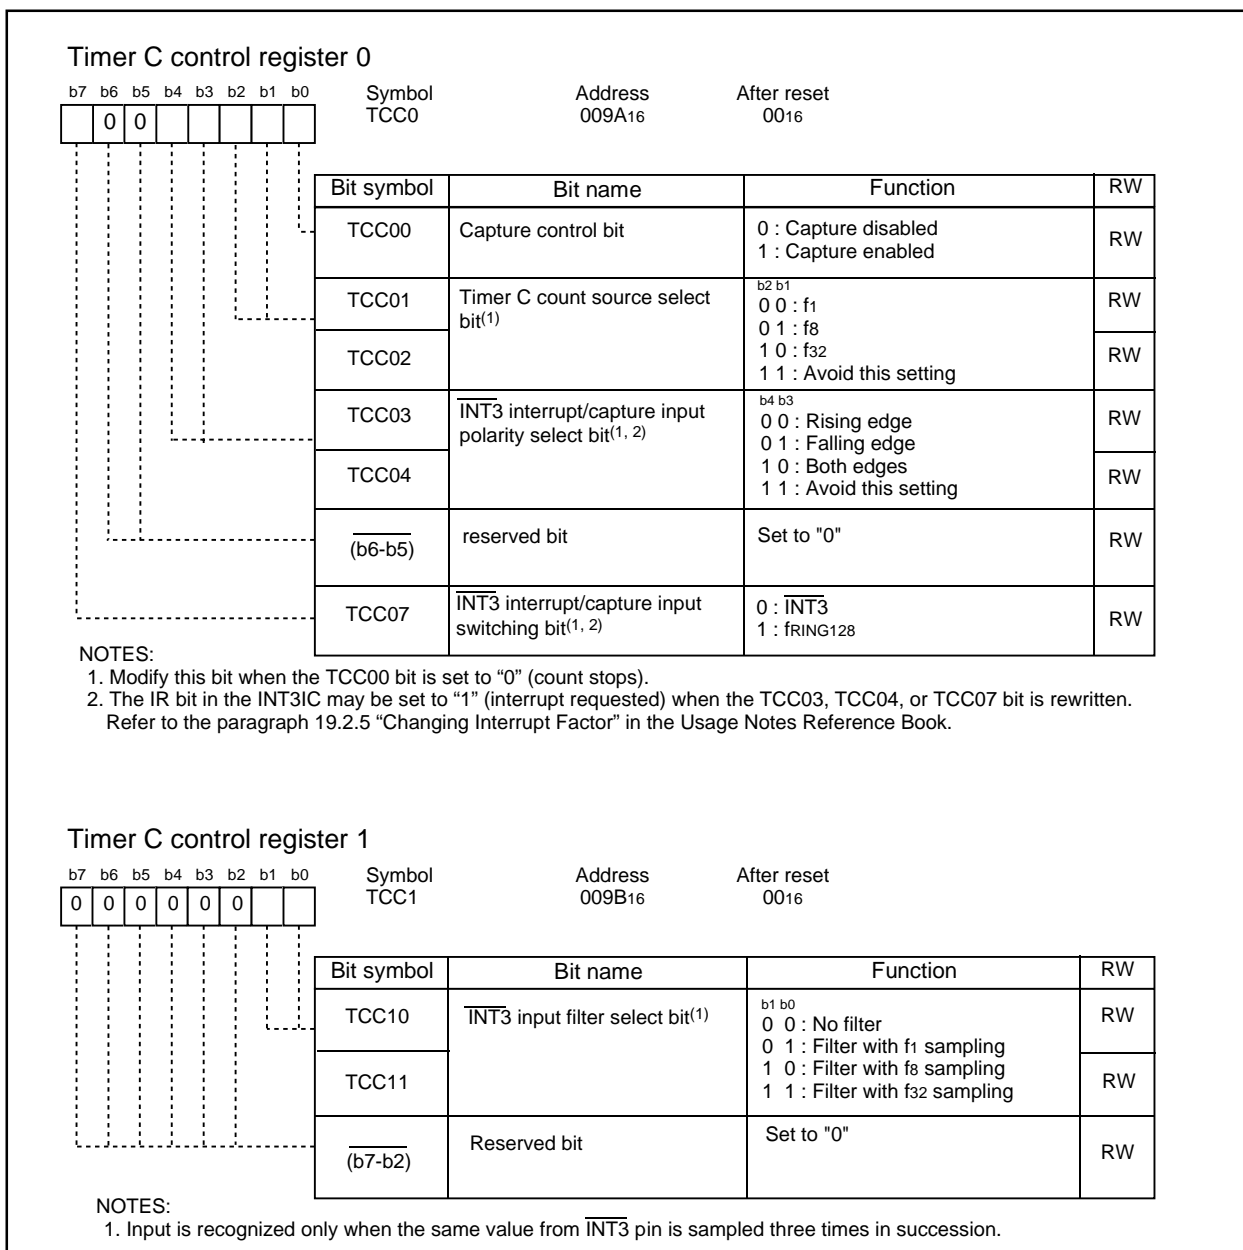 Timer C control register 0
b7 b6 b5 b4 b3 b2 b1 b0
Symbol Address After reset
TCC0 009A16 0016
0 0
Bit symbol Bit name Function RW
TCC00 Capture control bit 0 : Capture disabled RW
1 : Capture enabled
TCC01 Timer C count source select bit(1) b2 b1 RW
0 0 : f1
0 1 : f8
TCC02 1 0 : f32 RW
1 1 : Avoid this setting
TCC03 INT3 interrupt/capture input polarity select bit(1, 2) b4 b3 RW
0 0 : Rising edge
0 1 : Falling edge
TCC04 1 0 : Both edges RW
1 1 : Avoid this setting
(b6-b5) reserved bit Set to "0" RW
TCC07 INT3 interrupt/capture input switching bit(1, 2) 0 : INT3 RW
1 : fRING128
NOTES:
1. Modify this bit when the TCC00 bit is set to “0” (count stops).
2. The IR bit in the INT3IC may be set to “1” (interrupt requested) when the TCC03, TCC04, or TCC07 bit is rewritten.
Refer to the paragraph 19.2.5 “Changing Interrupt Factor” in the Usage Notes Reference Book.
Timer C control register 1
b7 b6 b5 b4 b3 b2 b1 b0
Symbol Address After reset
TCC1 009B16 0016
0 0 0 0 0 0
Bit symbol Bit name Function RW
TCC10 INT3 input filter select bit(1) b1 b0 RW
0 0 : No filter
0 1 : Filter with f1 sampling
TCC11 1 0 : Filter with f8 sampling RW
1 1 : Filter with f32 sampling
(b7-b2) Reserved bit Set to "0" RW
NOTES:
1. Input is recognized only when the same value from INT3 pin is sampled three times in succession.